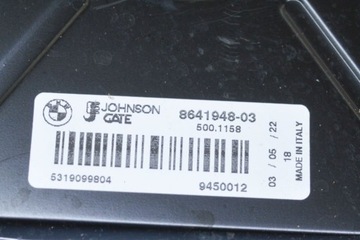 JOHNSON
GATE
8641948-03
500.1158
5319099804
9450012
03 / 05 / 22
18
MADE IN ITALY